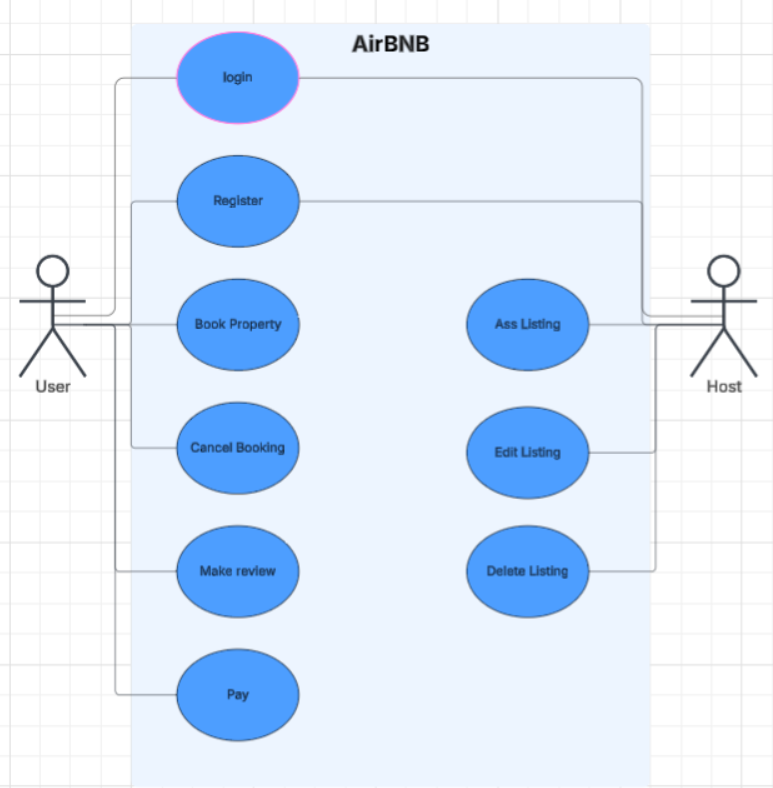 AirBNB
login
Register
Book Property
Ass Listing
User
Host
Cancel Booking
Edit Listing
Make review
Delete Listing
Pay